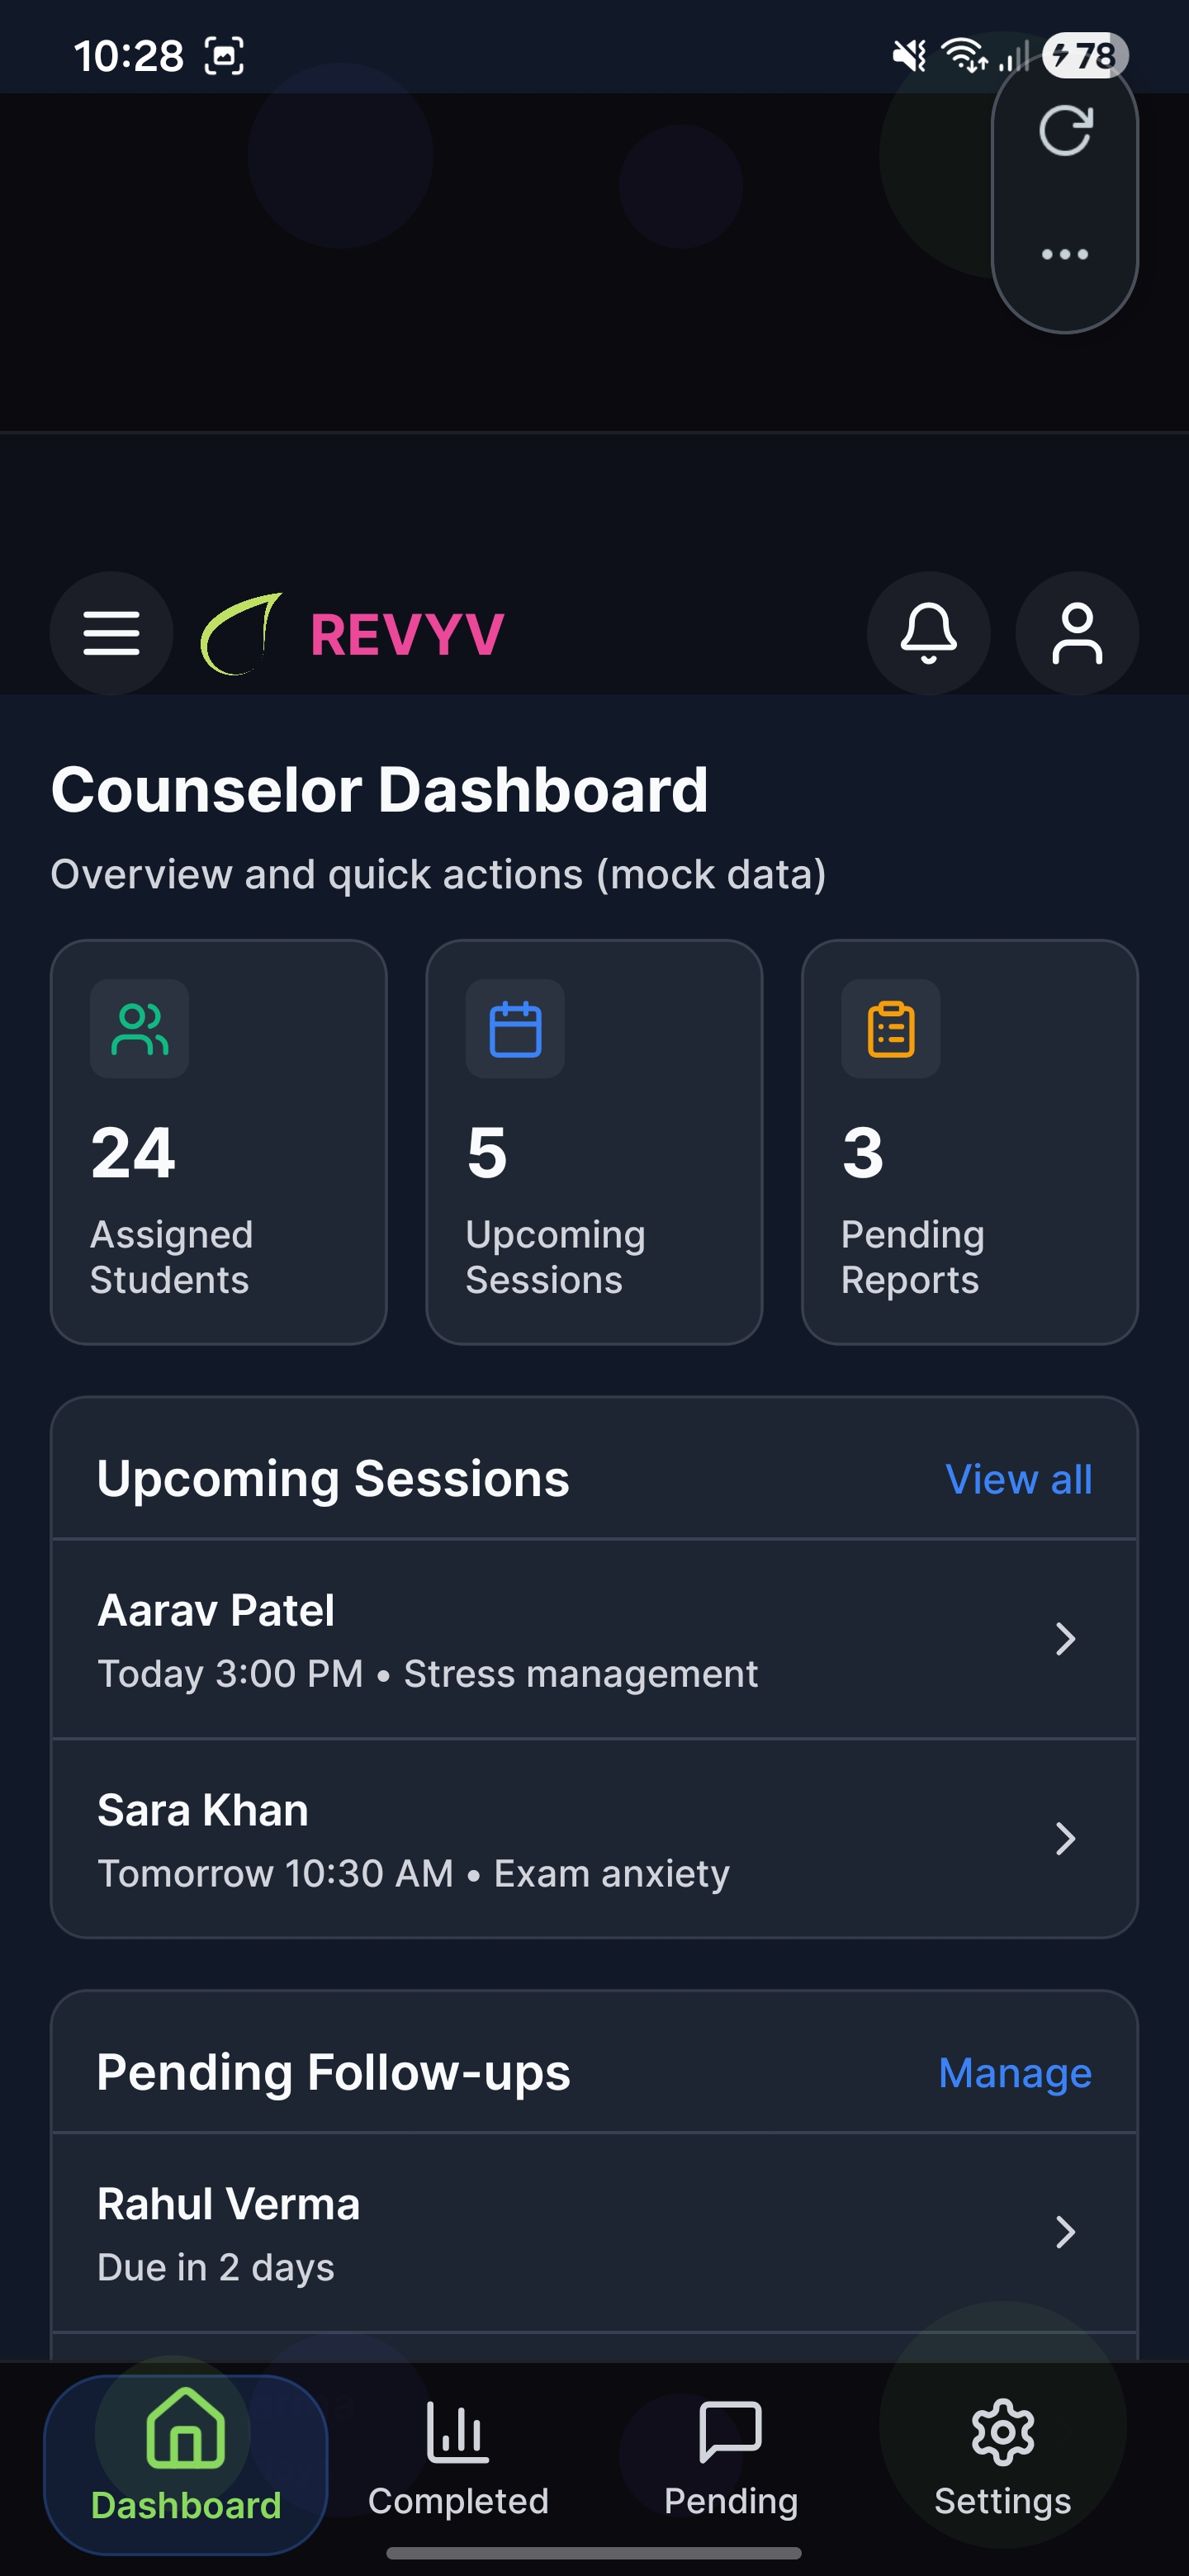 10:28
78
REVYV
Counselor Dashboard
Overview and quick actions (mock data)
24
Assigned
Students
5
Upcoming
Sessions
3
Pending
Reports
Upcoming Sessions
View all
Aarav Patel
Today 3:00 PM • Stress management
Sara Khan
Tomorrow 10:30 AM • Exam anxiety
Pending Follow-ups
Manage
Rahul Verma
Due in 2 days
Dashboard
Completed
Pending
Settings